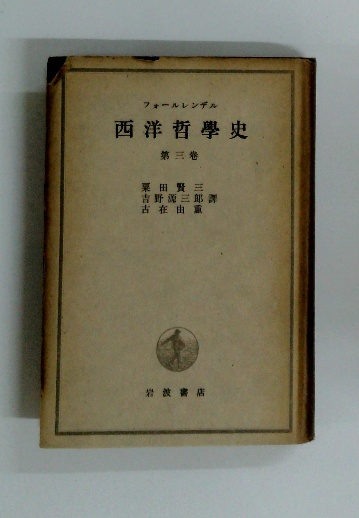 フォールレンデル
西洋哲學史
第三卷
粟田賢三
吉野源三郎譯
古在由重
岩波書店